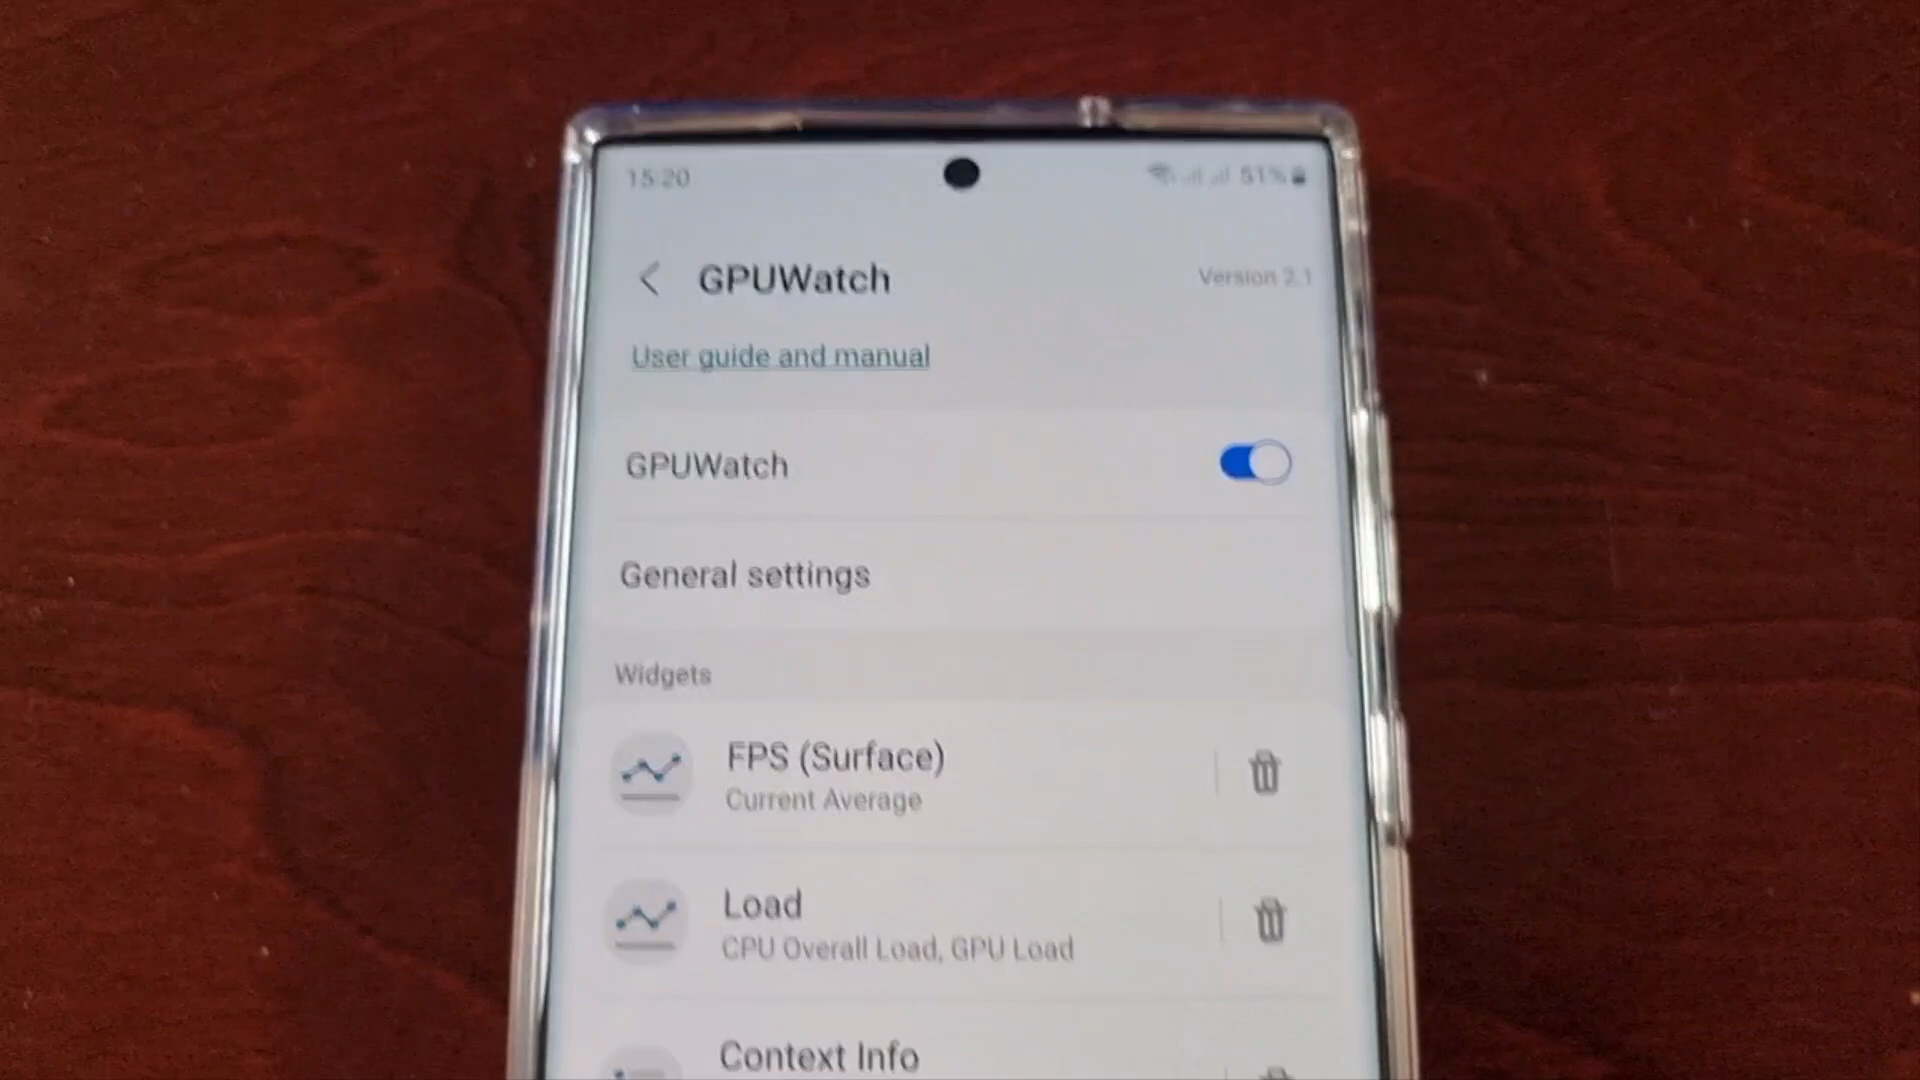 15:20
51%
GPUWatch
Version 2.1
User guide and manual
GPUWatch
General settings
Widgets
FPS (Surface)
Current Average
Load
CPU Overall Load, GPU Load
Context Info